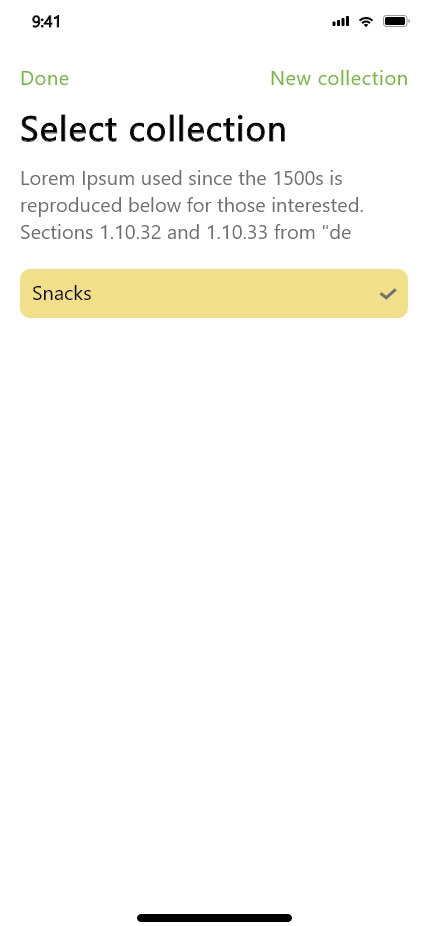 9:41
Done
New collection
Select collection
Lorem Ipsum used since the 1500s is
reproduced below for those interested.
Sections 1.10.32 and 1.10.33 from "de
Snacks